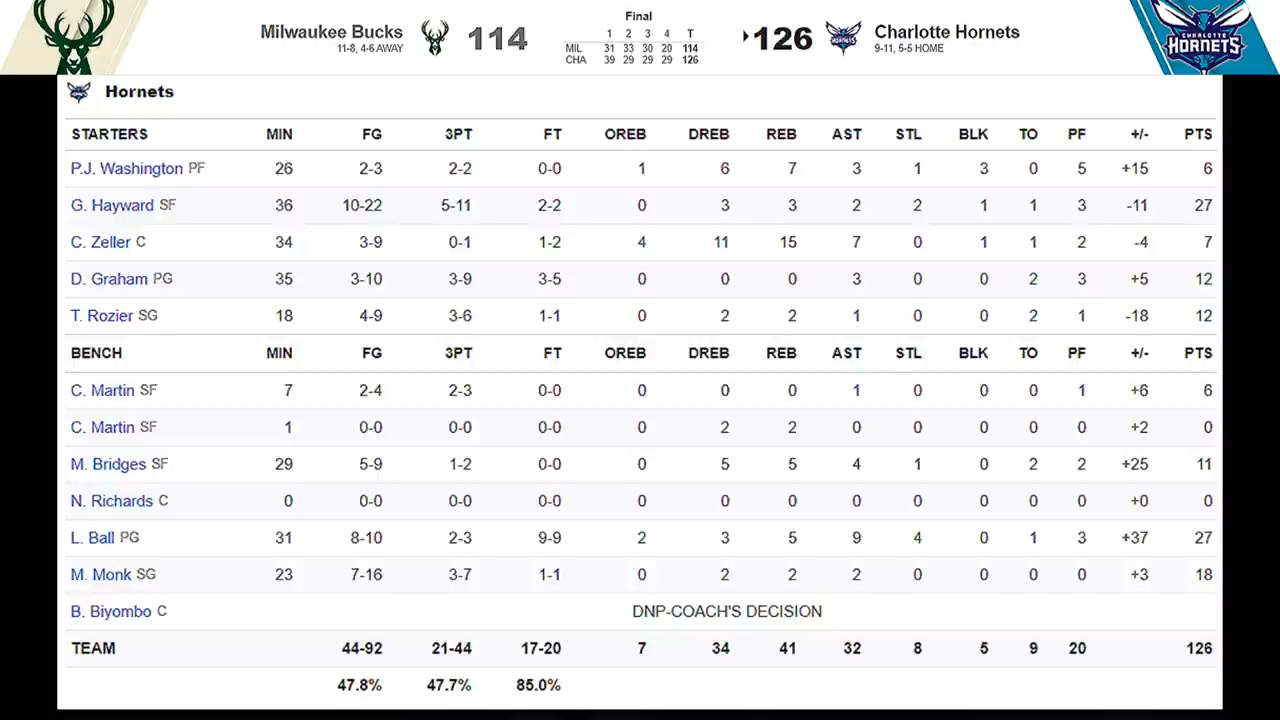 Final
Milwaukee Bucks 114 1 2 3 4 T 126 Charlotte Hornets
11-8, 4-6 AWAY MIL 31 33 30 20 114 9-11, 5-5 HOME
CHA 39 29 29 29 126
CHARLOTTE
HORNETS
Hornets
STARTERS MIN FG 3PT FT OREB DREB REB AST STL BLK TO PF +/- PTS
P.J. Washington PF 26 2-3 2-2 0-0 1 6 7 3 1 3 0 5 +15 6
G. Hayward SF 36 10-22 5-11 2-2 0 3 3 2 2 1 1 3 -11 27
C. Zeller C 34 3-9 0-1 1-2 4 11 15 7 0 1 1 2 -4 7
D. Graham PG 35 3-10 3-9 3-5 0 0 0 3 0 0 2 3 +5 12
T. Rozier SG 18 4-9 3-6 1-1 0 2 2 1 0 0 2 1 -18 12
BENCH MIN FG 3PT FT OREB DREB REB AST STL BLK TO PF +/- PTS
C. Martin SF 7 2-4 2-3 0-0 0 0 0 1 0 0 0 1 +6 6
C. Martin SF 1 0-0 0-0 0-0 0 2 2 0 0 0 0 0 +2 0
M. Bridges SF 29 5-9 1-2 0-0 0 5 5 4 1 0 2 2 +25 11
N. Richards C 0 0-0 0-0 0-0 0 0 0 0 0 0 0 0 +0 0
L. Ball PG 31 8-10 2-3 9-9 2 3 5 9 4 0 1 3 +37 27
M. Monk SG 23 7-16 3-7 1-1 0 2 2 2 0 0 0 0 +3 18
B. Biyombo C DNP-COACH'S DECISION
TEAM 44-92 21-44 17-20 7 34 41 32 8 5 9 20 126
47.8% 47.7% 85.0%